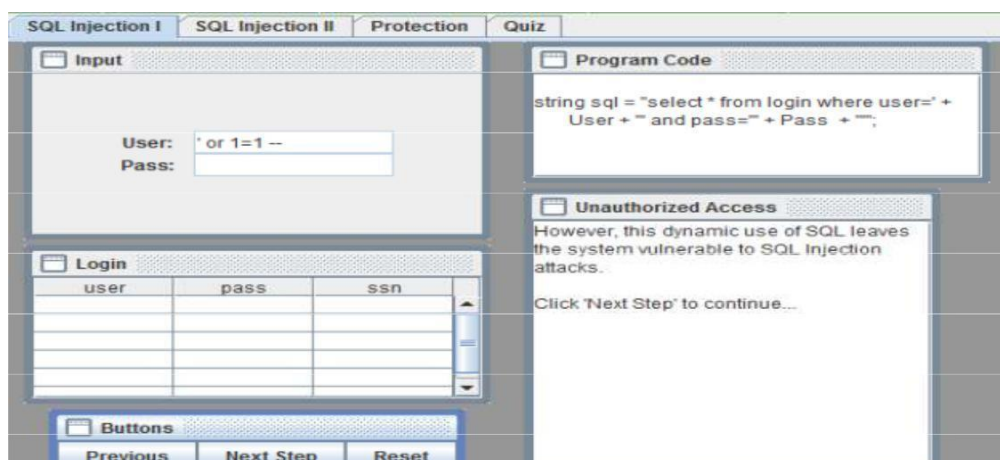 SQL Injection I SQL Injection II Protection Quiz
Input
User: ' or 1=1 --
Pass:
Login
user pass ssn
Buttons
Previous Next Step Reset
Program Code
string sql = "select * from login where user=' +
User + "' and pass='" + Pass + "'";
Unauthorized Access
However, this dynamic use of SQL leaves
the system vulnerable to SQL Injection
attacks.
Click 'Next Step' to continue...